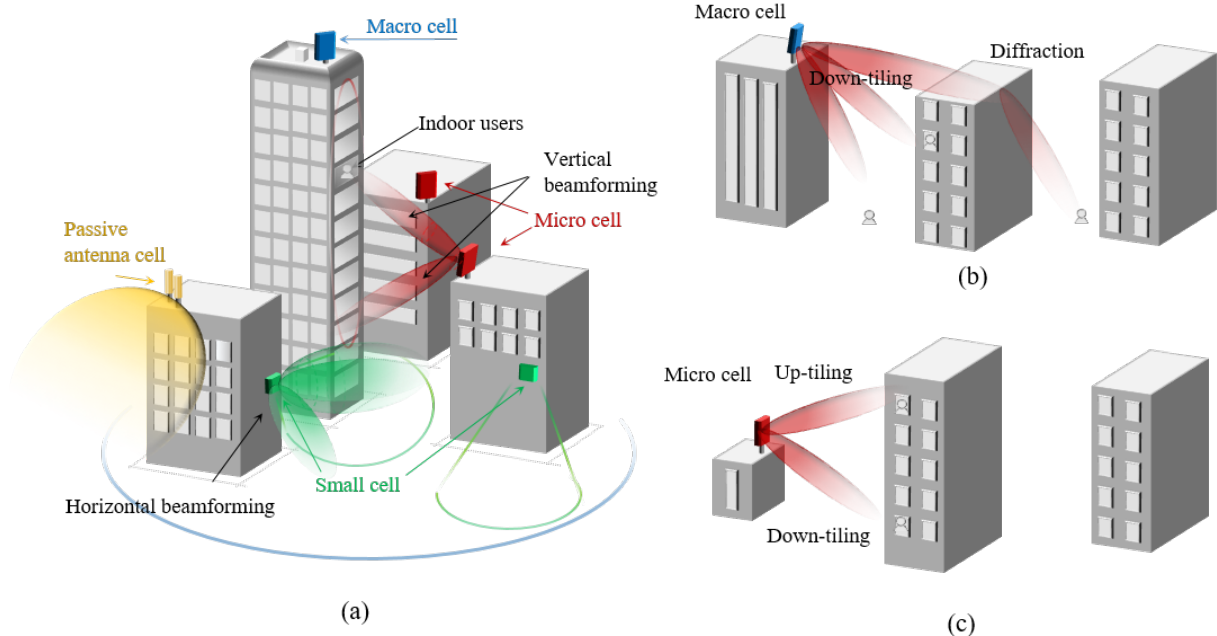 Macro cell
Indoor users
Vertical
beamforming
Micro cell
Passive
antenna cell
Small cell
Horizontal beamforming
(a)
Macro cell
Diffraction
Down-tiling
(b)
Micro cell
Up-tiling
Down-tiling
(c)